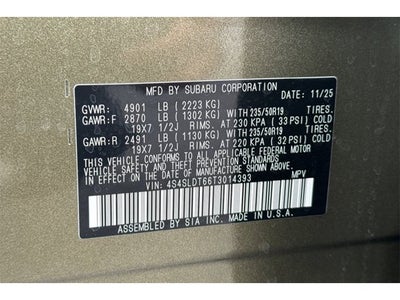 MFD BY SUBARU CORPORATION DATE: 11/25
GVWR: 4901 LB (2223 KG)
GAWR:F 2870 LB (1302 KG) WITH 235/50R19 TIRES.
19X7 1/2J RIMS. AT 230 KPA (33 PSI) COLD
GAWR:R 2491 LB (1130 KG) WITH 235/50R19 TIRES.
19X7 1/2J RIMS. AT 220 KPA (32 PSI) COLD
THIS VEHICLE CONFORMS TO ALL APPLICABLE FEDERAL MOTOR
VEHICLE SAFETY AND THEFT PREVENTION STANDARDS
IN EFFECT ON THE DATE OF MANUFACTURE SHOWN ABOVE.
VIN: 4S4SLDT66T3014393 MPV
ASSEMBLED BY SIA INC. MADE IN U.S.A.